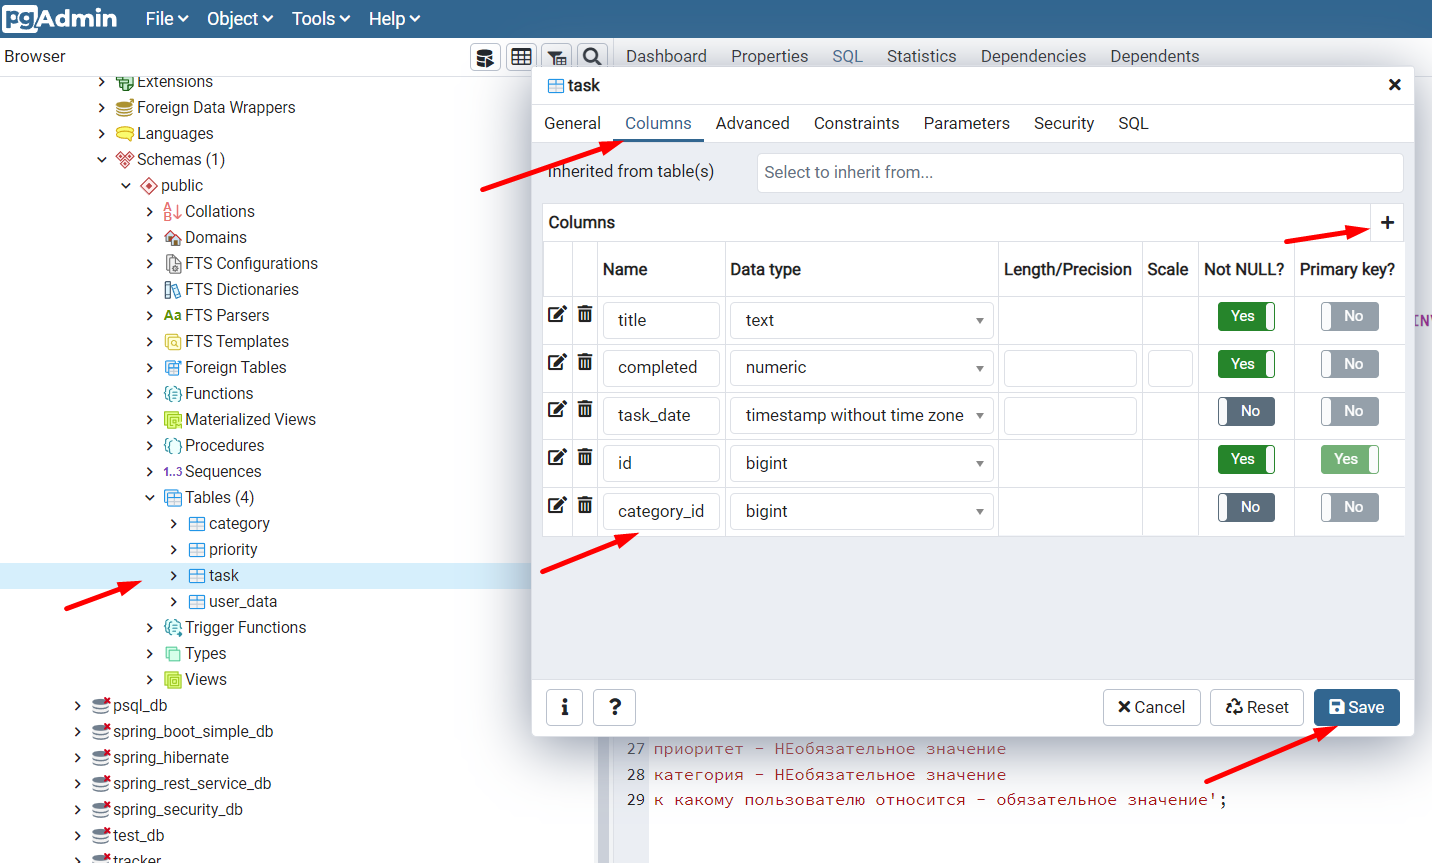 pgAdmin File Object Tools Help
Browser
Dashboard Properties SQL Statistics Dependencies Dependents
Extensions
Foreign Data Wrappers
Languages
Schemas (1)
public
Collations
Domains
FTS Configurations
FTS Dictionaries
Aa FTS Parsers
FTS Templates
Foreign Tables
Functions
Materialized Views
Procedures
1..3 Sequences
Tables (4)
category
priority
task
user_data
Trigger Functions
Types
Views
psql_db
spring_boot_simple_db
spring_hibernate
spring_rest_service_db
spring_security_db
test_db
tracker
task
General Columns Advanced Constraints Parameters Security SQL
Inherited from table(s) Select to inherit from...
Columns
Name Data type Length/Precision Scale Not NULL? Primary key?
title text Yes No
completed numeric Yes No
task_date timestamp without time zone No No
id bigint Yes Yes
category_id bigint No No
i ? Cancel Reset Save
27 приоритет - НЕобязательное значение
28 категория - НЕобязательное значение
29 к какому пользователю относится - обязательное значение';